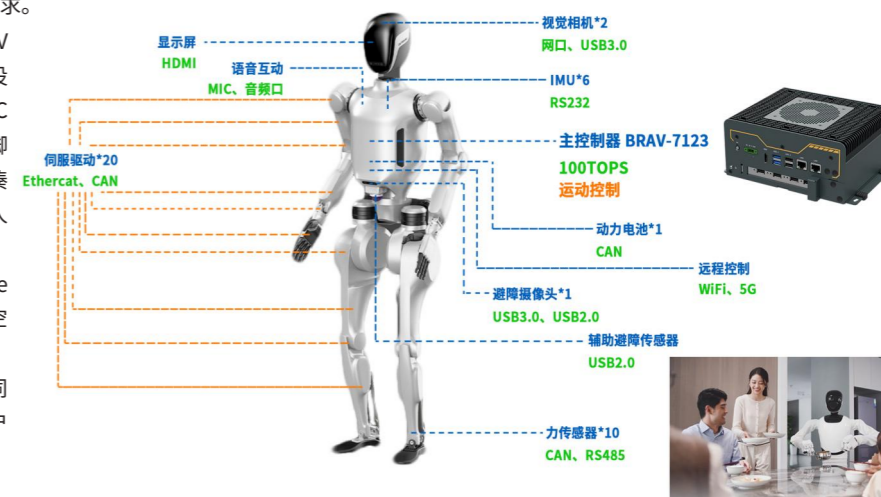 求。
显示屏
HDMI
语音互动
MIC、音频口
伺服驱动*20
Ethercat、CAN
视觉相机*2
网口、USB3.0
IMU*6
RS232
主控制器 BRAV-7123
100TOPS
运动控制
动力电池*1
CAN
远程控制
WiFi、5G
避障摄像头*1
USB3.0、USB2.0
辅助避障传感器
USB2.0
力传感器*10
CAN、RS485